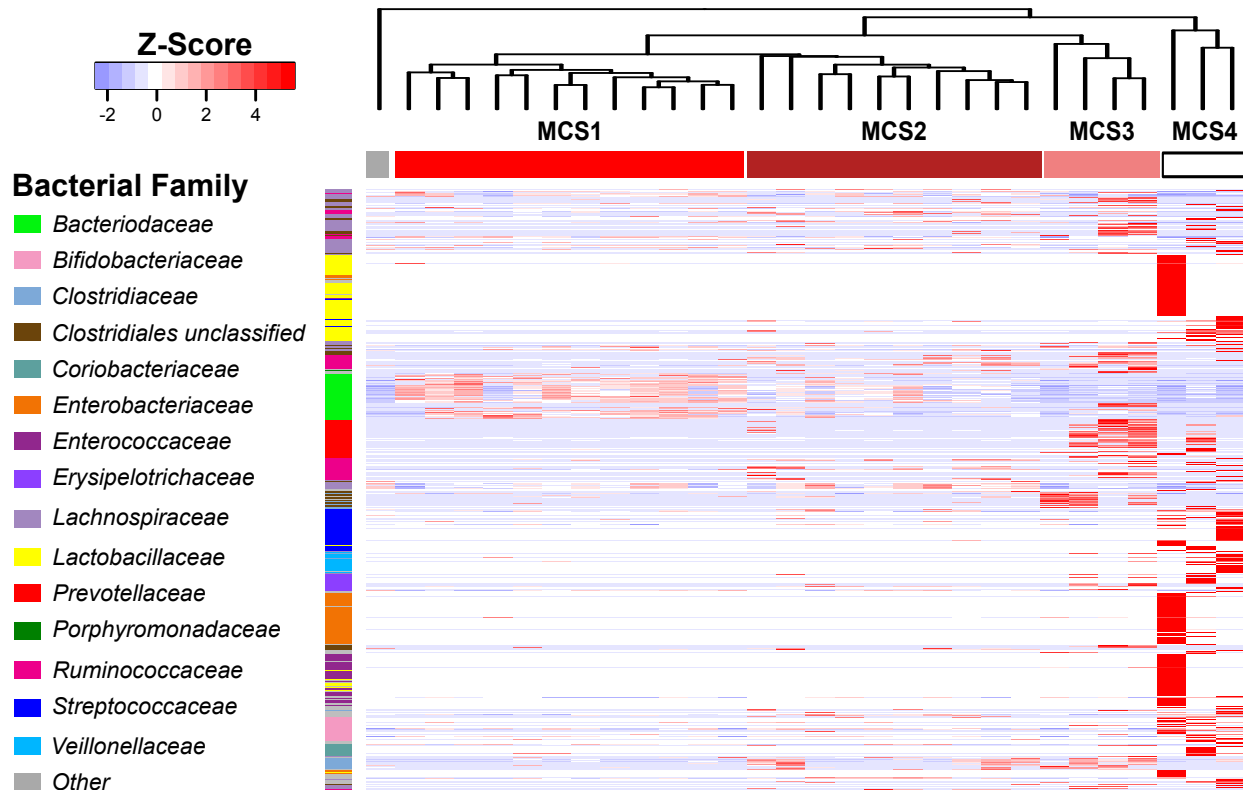 Z-Score
-2 0 2 4
MCS1 MCS2 MCS3 MCS4
Bacterial Family
Bacteriodaceae
Bifidobacteriaceae
Clostridiaceae
Clostridiales unclassified
Coriobacteriaceae
Enterobacteriaceae
Enterococcaceae
Erysipelotrichaceae
Lachnospiraceae
Lactobacillaceae
Prevotellaceae
Porphyromonadaceae
Ruminococcaceae
Streptococcaceae
Veillonellaceae
Other